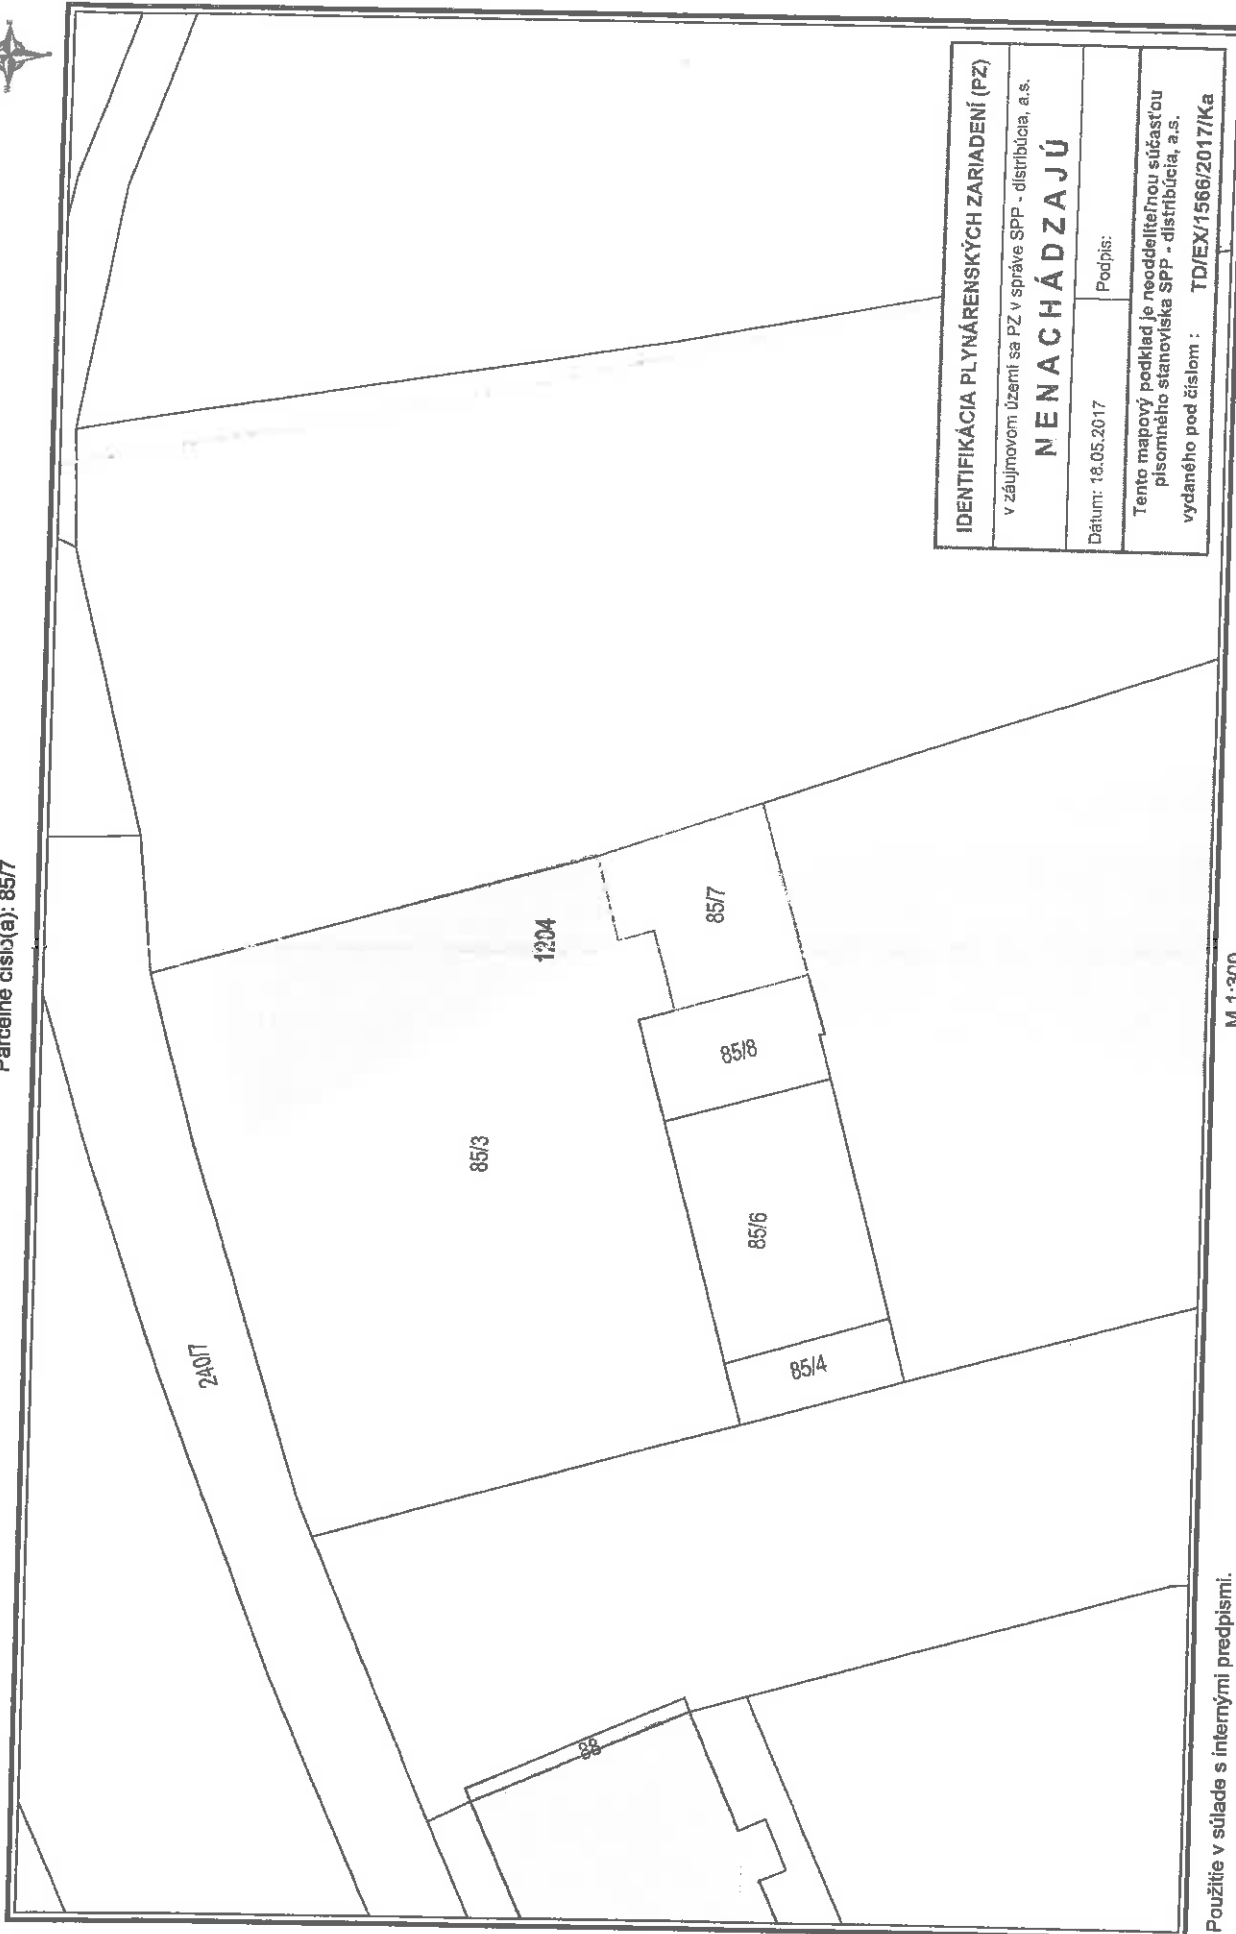 Parcelné číslo(a): 85/7
240/7
1204
85/3
85/7
85/8
85/6
85/4
88
IDENTIFIKÁCIA PLYNÁRENSKÝCH ZARIADENÍ (PZ)
v záujmovom území sa PZ v správe SPP - distribúcia, a.s.
NENACHÁDZAJÚ
Dátum: 18.05.2017 Podpis:
Tento mapový podklad je neoddeliteľnou súčasťou
písomného stanoviska SPP - distribúcia, a.s.
vydaného pod číslom : TD/EX/1566/2017/Ka
Použitie v súlade s internými predpismi.
M 1:300